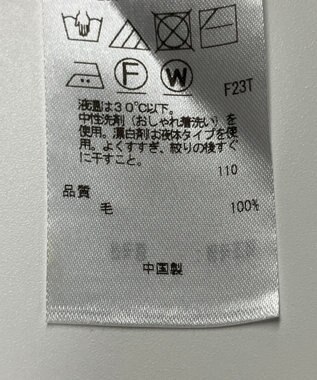 F W
F23T
液温は30℃以下。
中性洗剤(おしゃれ着洗い)を
使用。漂白剤は液体タイプを使
用。よくすすぎ、絞りの後すぐ
に干すこと。
110
品質
毛 100%
中国製